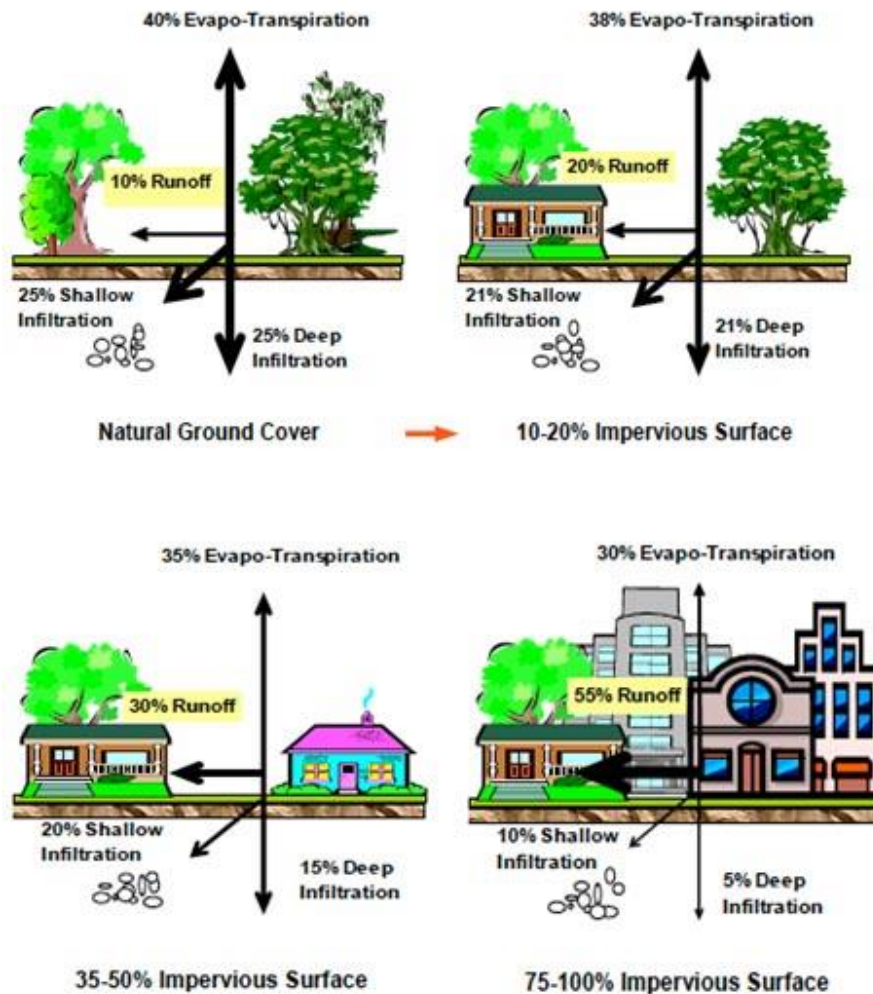 40% Evapo-Transpiration
10% Runoff
25% Shallow
Infiltration
25% Deep
Infiltration
Natural Ground Cover
38% Evapo-Transpiration
20% Runoff
21% Shallow
Infiltration
21% Deep
Infiltration
10-20% Impervious Surface
35% Evapo-Transpiration
30% Runoff
20% Shallow
Infiltration
15% Deep
Infiltration
35-50% Impervious Surface
30% Evapo-Transpiration
55% Runoff
10% Shallow
Infiltration
5% Deep
Infiltration
75-100% Impervious Surface